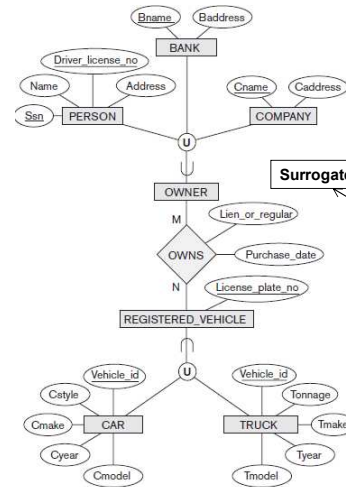 Bname Baddress
BANK
Driver_license_no
Name Address Cname Caddress
Ssn PERSON COMPANY
U
OWNER
M Lien_or_regular
OWNS
Purchase_date
N License_plate_no
REGISTERED_VEHICLE
U
Vehicle_id Vehicle_id
Cstyle Tonnage
Cmake CAR TRUCK Tmake
Cyear Tyear
Cmodel Tmodel